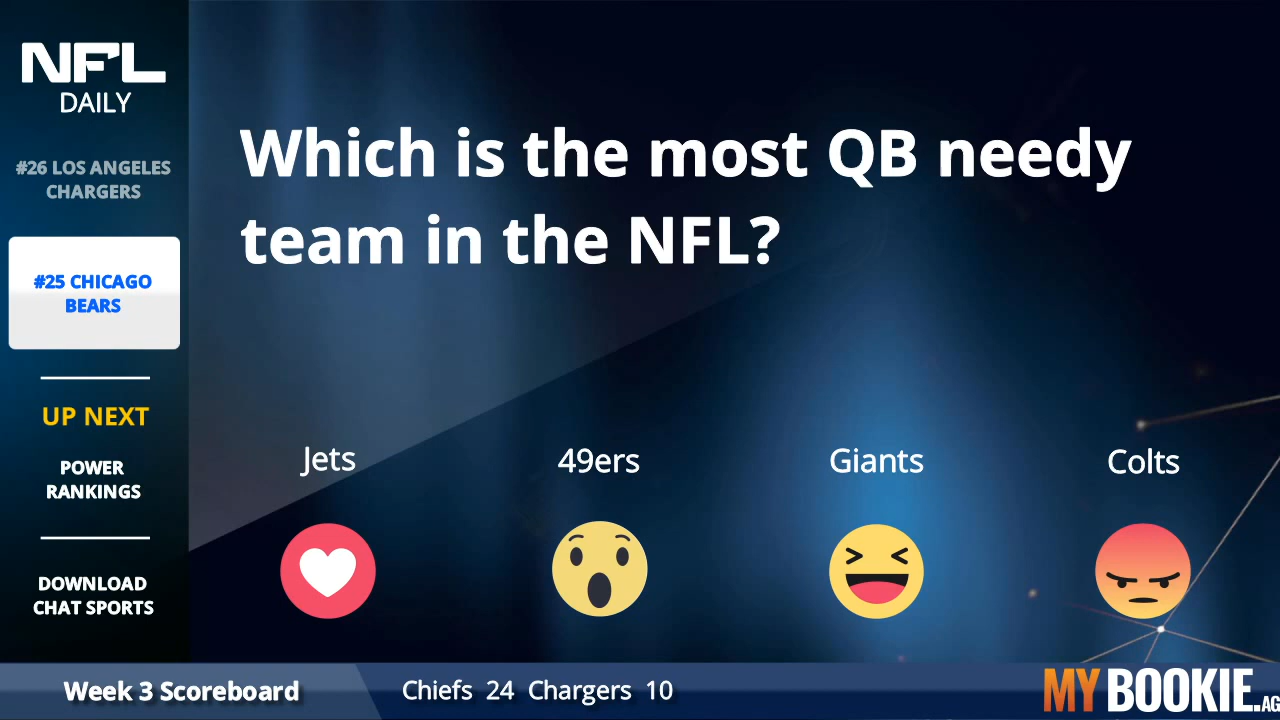 NFL
DAILY
#26 LOS ANGELES
CHARGERS
#25 CHICAGO
BEARS
UP NEXT
POWER
RANKINGS
DOWNLOAD
CHAT SPORTS
Which is the most QB needy
team in the NFL?
Jets 49ers Giants Colts
Week 3 Scoreboard Chiefs 24 Chargers 10
MYBOOKIE.AG